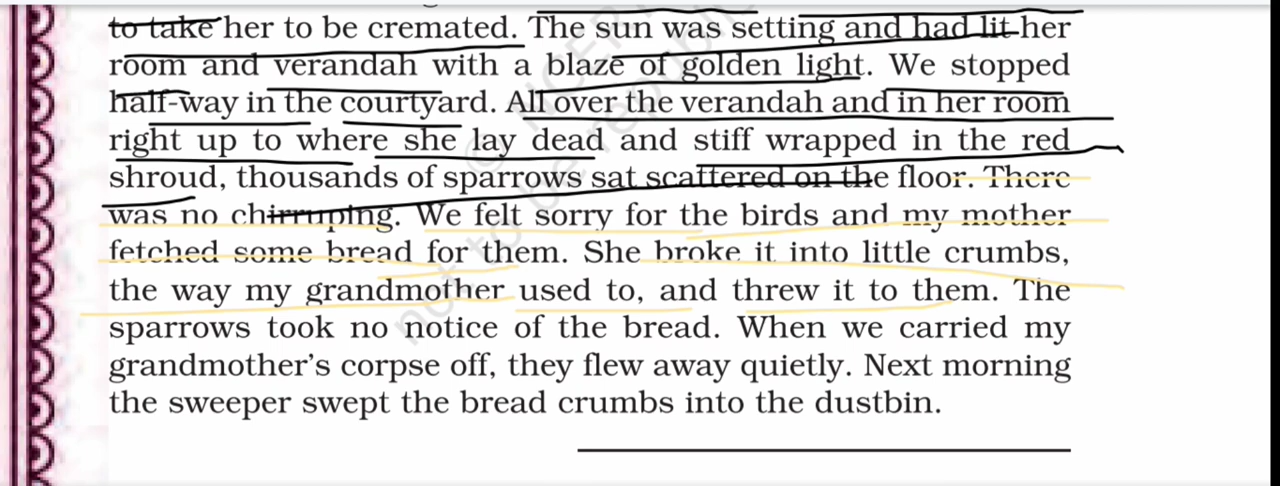 to take her to be cremated. The sun was setting and had lit her
room and verandah with a blaze of golden light. We stopped
half-way in the courtyard. All over the verandah and in her room
right up to where she lay dead and stiff wrapped in the red
shroud, thousands of sparrows sat scattered on the floor. There
was no chirruping. We felt sorry for the birds and my mother
fetched some bread for them. She broke it into little crumbs,
the way my grandmother used to, and threw it to them. The
sparrows took no notice of the bread. When we carried my
grandmother's corpse off, they flew away quietly. Next morning
the sweeper swept the bread crumbs into the dustbin.